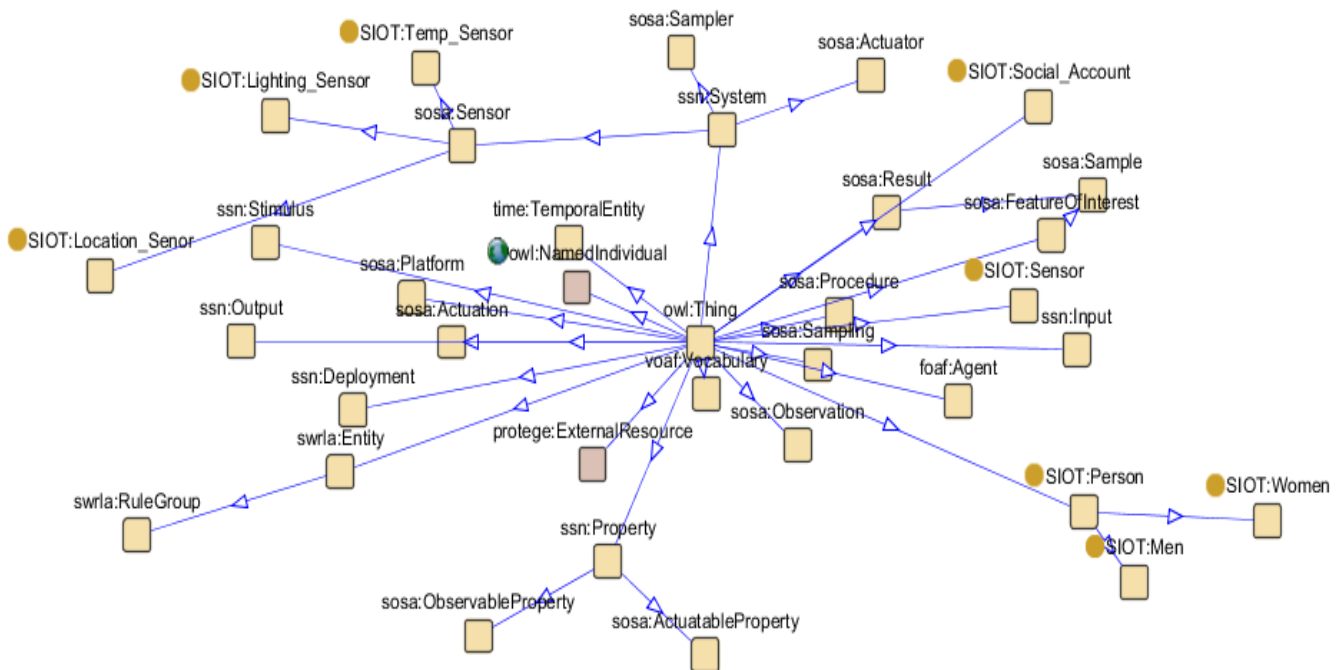 sosa:Sampler
SIOT:Temp_Sensor
sosa:Actuator
SIOT:Social_Account
SIOT:Lighting_Sensor
ssn:System
sosa:Sensor
sosa:Sample
sosa:Result
sosa:FeatureOfInterest
ssn:Stimulus
time:TemporalEntity
SIOT:Location_Senor
owl:NamedIndividual
sosa:Platform
SIOT:Sensor
sosa:Procedure
ssn:Output
sosa:Actuation
owl:Thing
ssn:Input
sosa:Sampling
voaf:Vocabulary
foaf:Agent
ssn:Deployment
sosa:Observation
swrla:Entity
protege:ExternalResource
SIOT:Person
SIOT:Women
swrla:RuleGroup
ssn:Property
SIOT:Men
sosa:ObservableProperty
sosa:ActuatableProperty